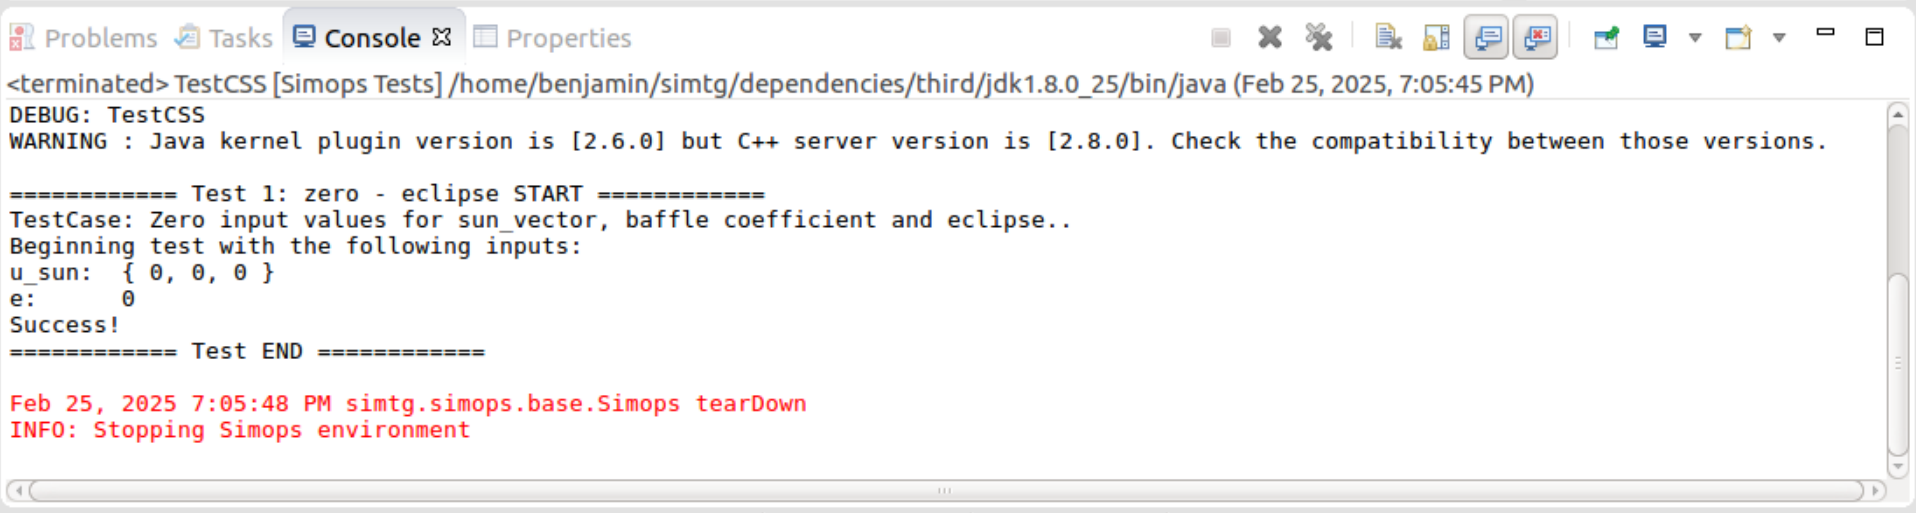 Problems Tasks Console Properties
<terminated> TestCSS [Simops Tests] /home/benjamin/simtg/dependencies/third/jdk1.8.0_25/bin/java (Feb 25, 2025, 7:05:45 PM)
DEBUG: TestCSS
WARNING : Java kernel plugin version is [2.6.0] but C++ server version is [2.8.0]. Check the compatibility between those versions.
============ Test 1: zero - eclipse START ============
TestCase: Zero input values for sun_vector, baffle coefficient and eclipse..
Beginning test with the following inputs:
u_sun:  { 0, 0, 0 }
e:      0
Success!
============ Test END ============
Feb 25, 2025 7:05:48 PM simtg.simops.base.Simops tearDown
INFO: Stopping Simops environment